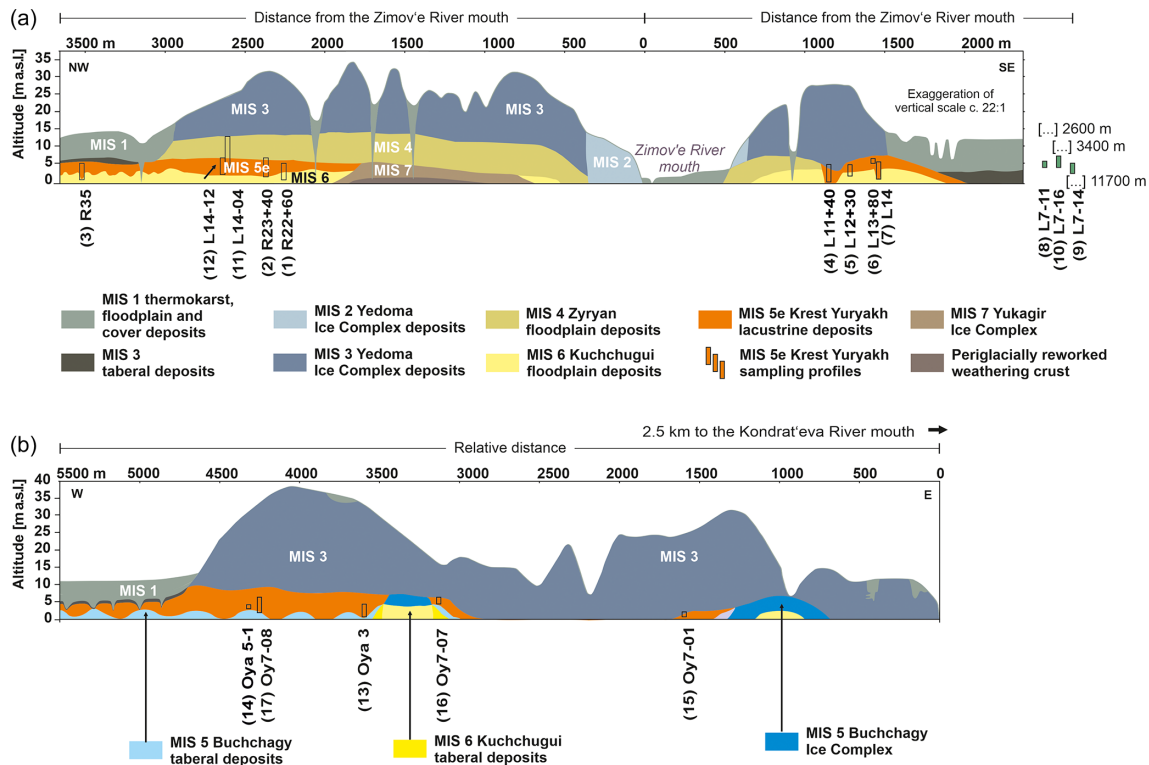 (a)
Distance from the Zimov‘e River mouth
Distance from the Zimov‘e River mouth
3500 m 3000 2500 2000 1500 1000 500 0 500 1000 1500 2000 m
Altitude [m a.s.l.]
35
30
25
20
15
10
5
0
NW
SE
MIS 3
MIS 3
Exaggeration of
vertical scale c. 22:1
MIS 1
MIS 4
MIS 2
Zimov'e River
mouth
MIS 5e
MIS 6
MIS 7
[...] 2600 m
[...] 3400 m
[...] 11700 m
(3) R35
(12) L14-12
(11) L14-04
(2) R23+40
(1) R22+60
(4) L11+40
(5) L12+30
(6) L13+80
(7) L14
(8) L7-11
(10) L7-16
(9) L7-14
MIS 1 thermokarst,
floodplain and
cover deposits
MIS 2 Yedoma
Ice Complex deposits
MIS 4 Zyryan
floodplain deposits
MIS 5e Krest Yuryakh
lacustrine deposits
MIS 7 Yukagir
Ice Complex
MIS 3
taberal deposits
MIS 3 Yedoma
Ice Complex deposits
MIS 6 Kuchchugui
floodplain deposits
MIS 5e Krest Yuryakh
sampling profiles
Periglacially reworked
weathering crust
(b)
2.5 km to the Kondrat‘eva River mouth
Relative distance
5500 m 5000 4500 4000 3500 3000 2500 2000 1500 1000 0
Altitude [m a.s.l.]
40
35
30
25
20
15
10
5
0
W
E
MIS 3
MIS 3
MIS 1
(14) Oya 5-1
(17) Oy7-08
(13) Oya 3
(16) Oy7-07
(15) Oy7-01
MIS 5 Buchchagy
taberal deposits
MIS 6 Kuchchugui
taberal deposits
MIS 5 Buchchagy
Ice Complex